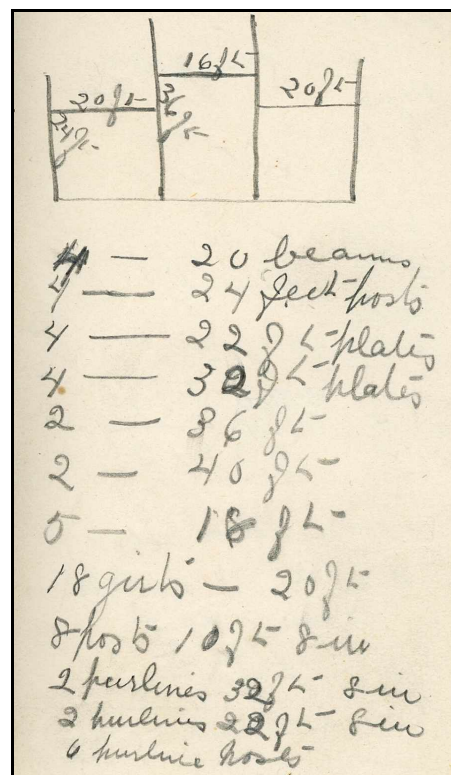 16 ft
20 ft
20 ft
24 ft
36 ft
4 — 20 beams
4 — 24 feet posts
4 — 22 ft plates
4 — 32 ft plates
2 — 36 ft
2 — 40 ft
5 — 18 ft
18 girts — 20 ft
8 posts 10 ft 8 in
2 purlines 32 ft 8 in
2 purlines 22 ft 8 in
6 purline posts